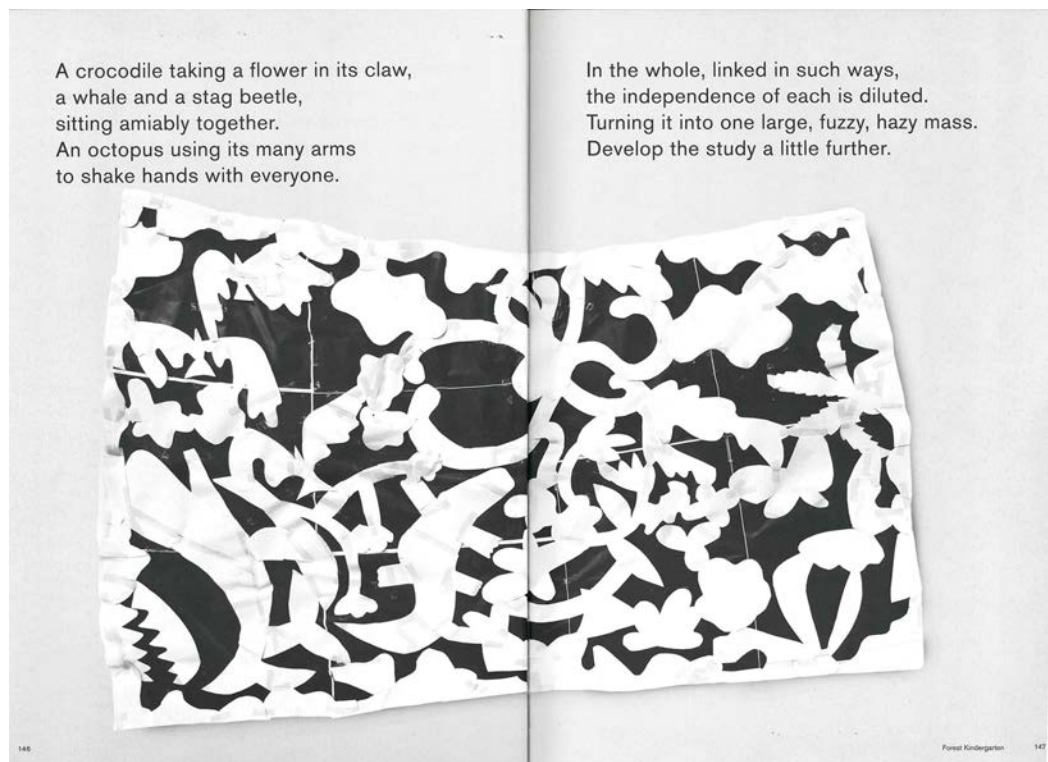 A crocodile taking a flower in its claw,
a whale and a stag beetle,
sitting amiably together.
An octopus using its many arms
to shake hands with everyone.
In the whole, linked in such ways,
the independence of each is diluted.
Turning it into one large, fuzzy, hazy mass.
Develop the study a little further.
146
Forest Kindergarten
147